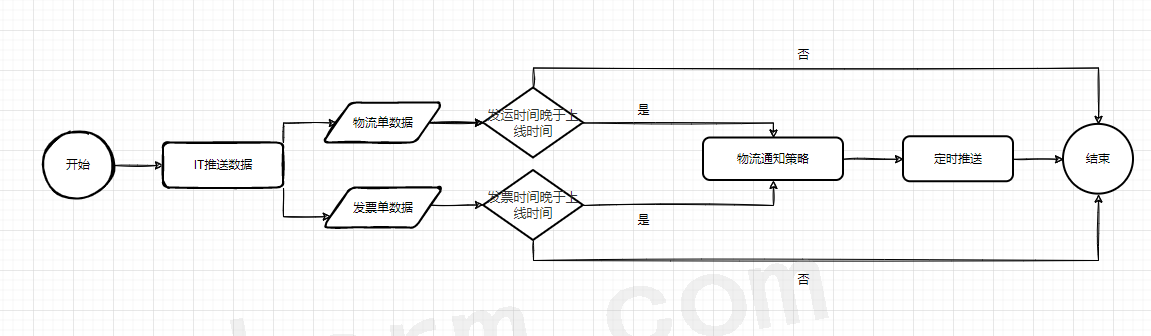 否
物流单数据
发运时间晚于上
线时间
是
开始
IT推送数据
物流通知策略
定时推送
结束
发票单数据
发票时间晚于上
线时间
是
否